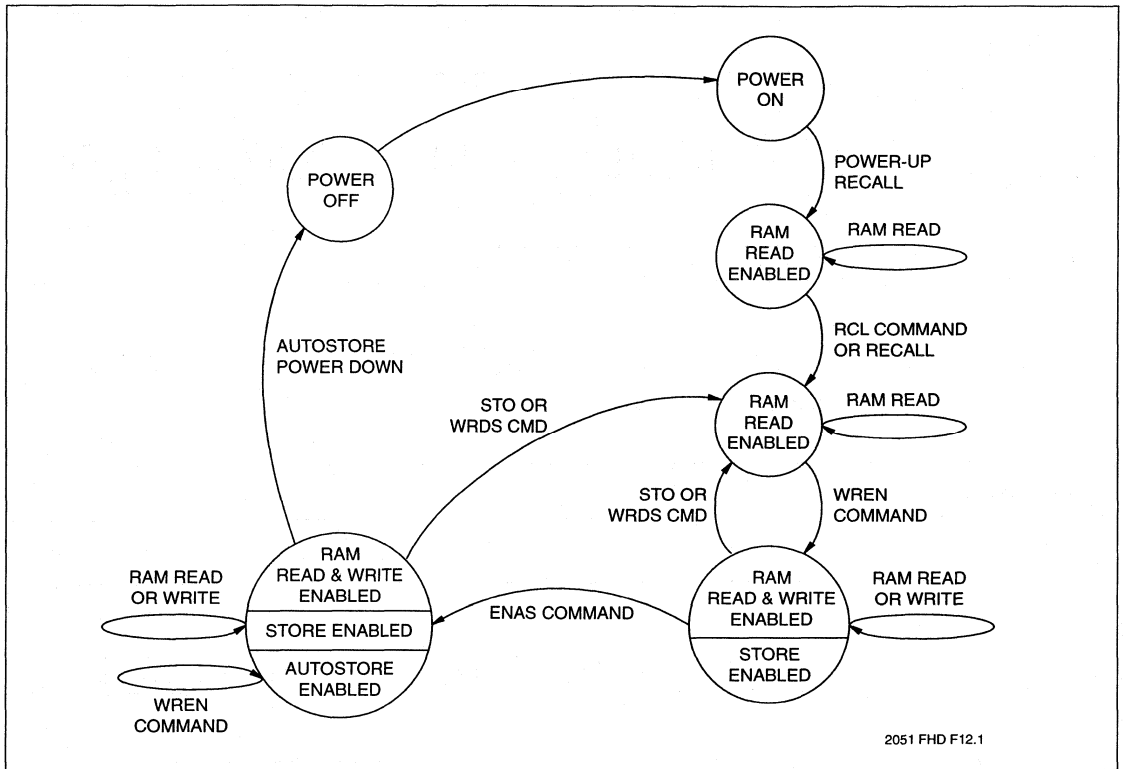 POWER
ON
POWER-UP
RECALL
POWER
OFF
RAM
READ
ENABLED
RAM READ
RCL COMMAND
OR RECALL
AUTOSTORE
POWER DOWN
STO OR
WRDS CMD
RAM
READ
ENABLED
RAM READ
STO OR
WRDS CMD
WREN
COMMAND
RAM
READ & WRITE
ENABLED
STORE ENABLED
AUTOSTORE
ENABLED
RAM READ
OR WRITE
WREN
COMMAND
ENAS COMMAND
RAM
READ & WRITE
ENABLED
STORE
ENABLED
RAM READ
OR WRITE
2051 FHD F12.1